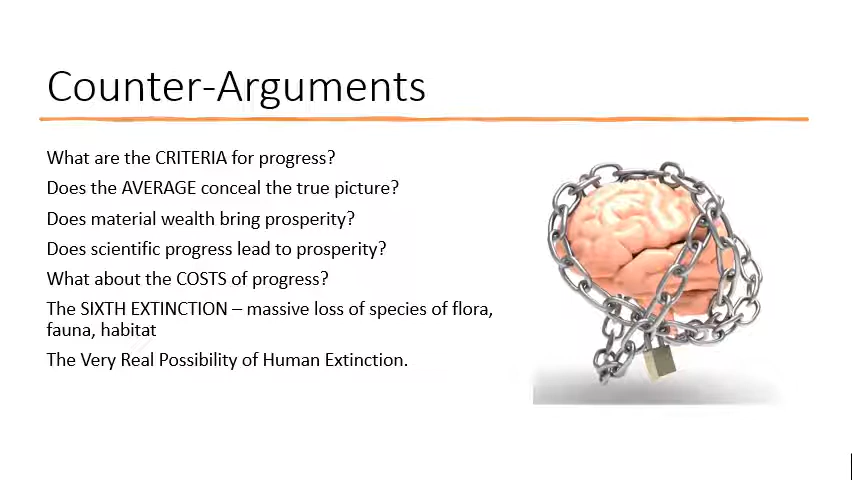 Counter-Arguments
What are the CRITERIA for progress?
Does the AVERAGE conceal the true picture?
Does material wealth bring prosperity?
Does scientific progress lead to prosperity?
What about the COSTS of progress?
The SIXTH EXTINCTION – massive loss of species of flora,
fauna, habitat
The Very Real Possibility of Human Extinction.